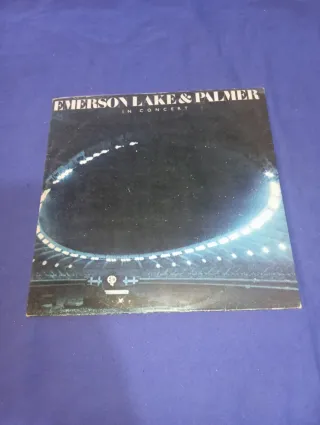 EMERSON LAKE & PALMER
IN CONCERT